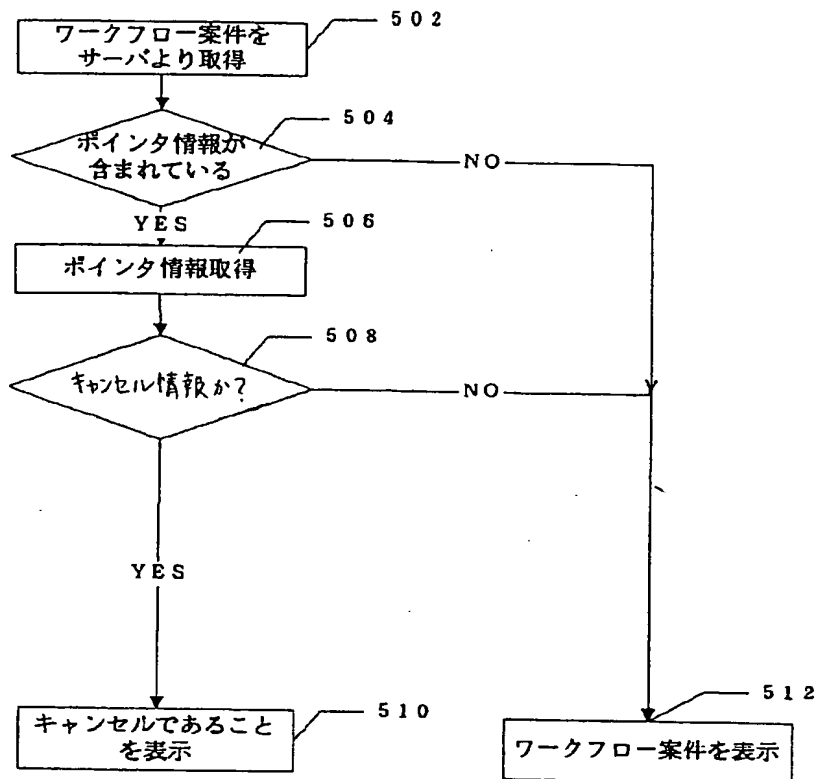 ワークフロー案件を
サーバより取得
502
ポインタ情報が
含まれている
504
NO
YES
ポインタ情報取得
506
キャンセル情報か?
508
NO
YES
キャンセルであること
を表示
510
ワークフロー案件を表示
512